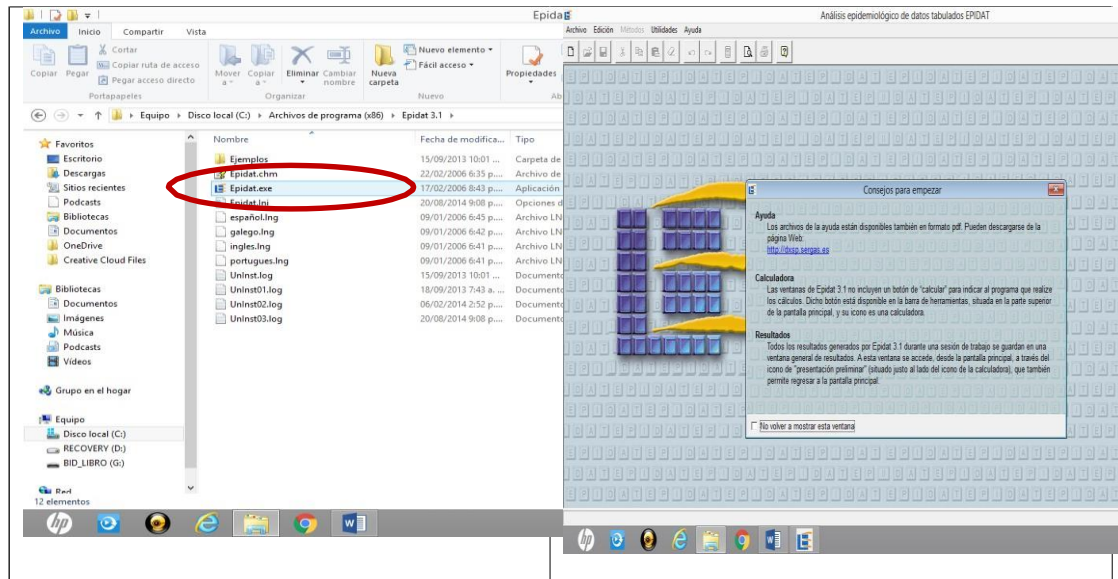 Epida
Archivo Inicio Compartir Vista
Cortar
Copiar ruta de acceso
Pegar acceso directo
Copiar Pegar
Mover a
Copiar a
Eliminar
Cambiar nombre
Nueva carpeta
Nuevo elemento
Fácil acceso
Propiedades
Portapapeles
Organizar
Nuevo
Ab
Equipo Disco local (C:) Archivos de programa (x86) Epidat 3.1
Favoritos
Escritorio
Descargas
Sitios recientes
Podcasts
Bibliotecas
Documentos
OneDrive
Creative Cloud Files
Bibliotecas
Documentos
Imágenes
Música
Podcasts
Vídeos
Grupo en el hogar
Equipo
Disco local (C:)
RECOVERY (D:)
BID_LIBRO (G:)
Red
12 elementos
Nombre Fecha de modifica... Tipo
Ejemplos 15/09/2013 10:01 ... Carpeta de
Epidat.chm 22/02/2006 6:35 p.... Archivo de
Epidat.exe 17/02/2006 8:43 p.... Aplicación
Epidat.Ini 20/08/2014 9:08 p.... Opciones d
español.lng 09/01/2006 6:45 p.... Archivo LN
galego.lng 09/01/2006 6:42 p.... Archivo LN
ingles.lng 09/01/2006 6:41 p.... Archivo LN
portugues.lng 09/01/2006 6:41 p.... Archivo LN
UnInst.log 15/09/2013 10:01 ... Documento
UnInst01.log 18/09/2013 7:43 a. ... Documento
UnInst02.log 06/02/2014 2:52 p.... Documento
UnInst03.log 20/08/2014 9:08 p.... Documento
hp
Análisis epidemiológico de datos tabulados EPIDAT
Archivo Edición Métodos Utilidades Ayuda
Consejos para empezar
Ayuda
Los archivos de la ayuda están disponibles también en formato pdf. Pueden descargarse de la
página Web:
http://dxsp.sergas.es
Calculadora
Las ventanas de Epidat 3.1 no incluyen un botón de "calcular" para indicar al programa que realize
los cálculos. Dicho botón está disponible en la barra de herramientas, situada en la parte superior
de la pantalla principal, y su icono es una calculadora.
Resultados
Todos los resultados generados por Epidat 3.1 durante una sesión de trabajo se guardan en una
ventana general de resultados. A esta ventana se accede, desde la pantalla principal, a través del
icono de "presentación preliminar" (situado justo al lado del icono de la calculadora), que también
permite regresar a la pantalla principal.
No volver a mostrar esta ventana
hp